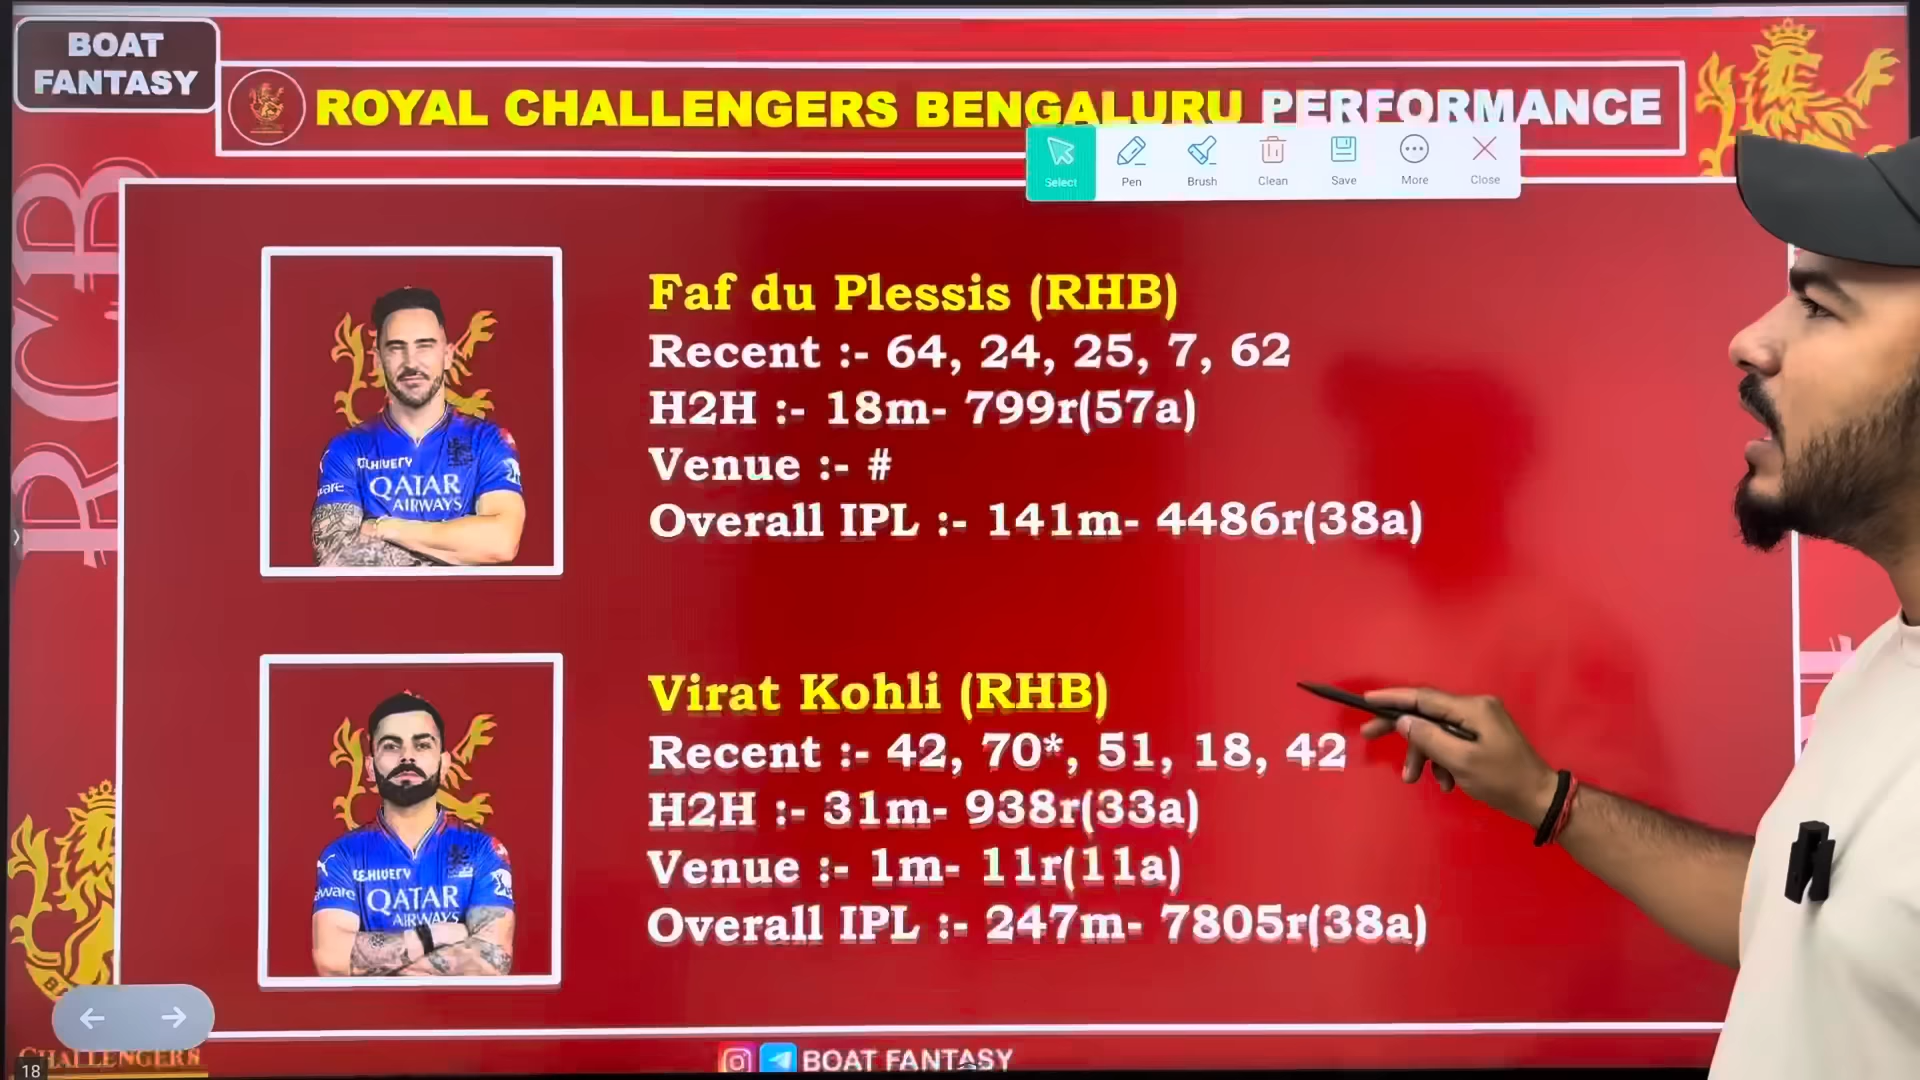 BOAT
FANTASY
ROYAL CHALLENGERS BENGALURU PERFORMANCE
Select
Pen
Brush
Clean
Save
More
Close
RCB
Faf du Plessis (RHB)
Recent :- 64, 24, 25, 7, 62
H2H :- 18m- 799r(57a)
Venue :- #
Overall IPL :- 141m- 4486r(38a)
QATAR
AIRWAYS
Virat Kohli (RHB)
Recent :- 42, 70*, 51, 18, 42
H2H :- 31m- 938r(33a)
Venue :- 1m- 11r(11a)
Overall IPL :- 247m- 7805r(38a)
QATAR
AIRWAYS
CHALLENGERS
18
BOAT FANTASY